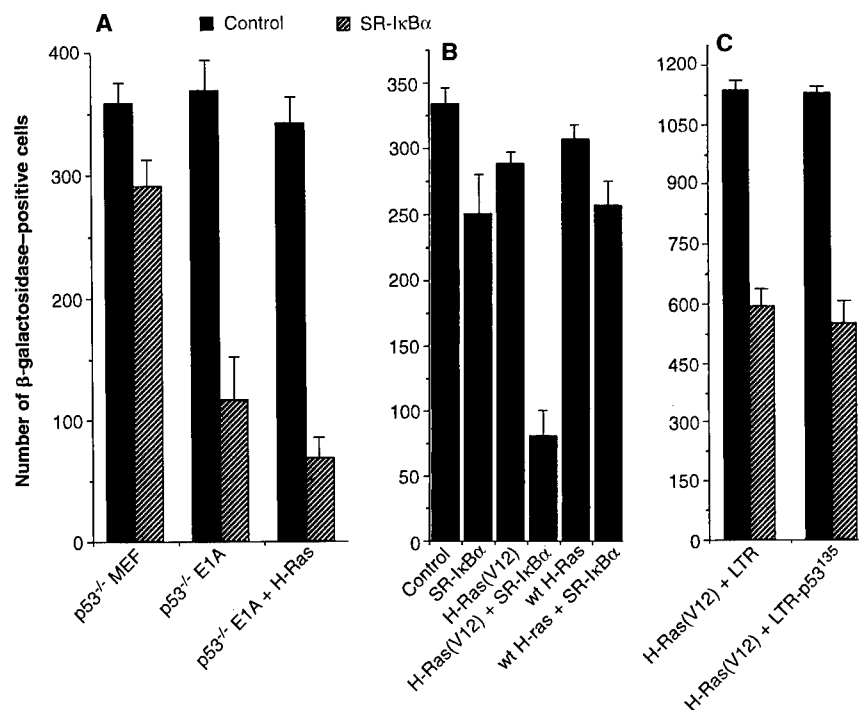 A
Control
SR-IκBα
Number of β-galactosidase–positive cells
400
300
200
100
0
p53-/- MEF
p53-/- E1A
p53-/- E1A + H-Ras
B
350
300
250
200
150
100
50
0
Control
SR-IκBα
H-Ras(V12)
H-Ras(V12) + SR-IκBα
wt H-Ras
wt H-ras + SR-IκBα
C
1200
1050
900
750
600
450
300
150
0
H-Ras(V12) + LTR
H-Ras(V12) + LTR-p53135